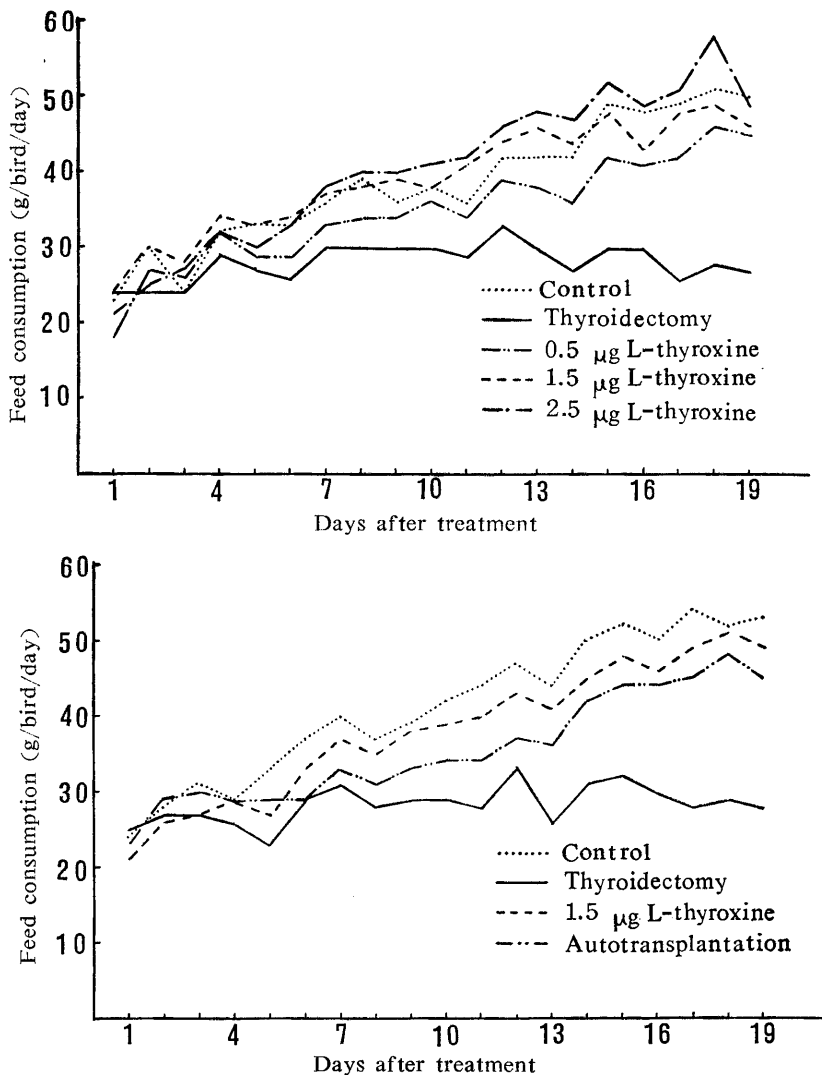 60
50
40
30
20
10
Feed consumption (g/bird/day)
Control
Thyroidectomy
0.5 μg L-thyroxine
1.5 μg L-thyroxine
2.5 μg L-thyroxine
1 4 7 10 13 16 19
Days after treatment
60
50
40
30
20
10
Feed consumption (g/bird/day)
Control
Thyroidectomy
1.5 μg L-thyroxine
Autotransplantation
1 4 7 10 13 16 19
Days after treatment